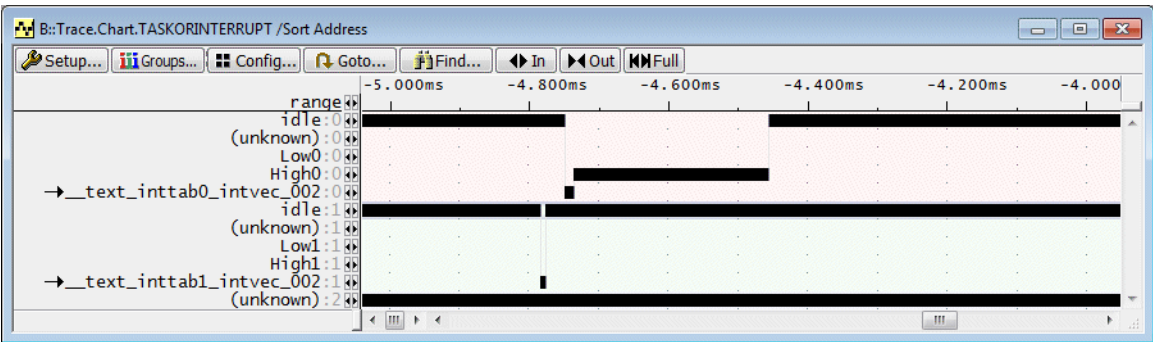 B::Trace.Chart.TASKORINTERRUPT /Sort Address
Setup... Groups... Config... Goto... Find... In Out Full
-5.000ms -4.800ms -4.600ms -4.400ms -4.200ms -4.000
range
idle:0
(unknown):0
Low0:0
High0:0
→__text_inttab0_intvec_002:0
idle:1
(unknown):1
Low1:1
High1:1
→__text_inttab1_intvec_002:1
(unknown):2